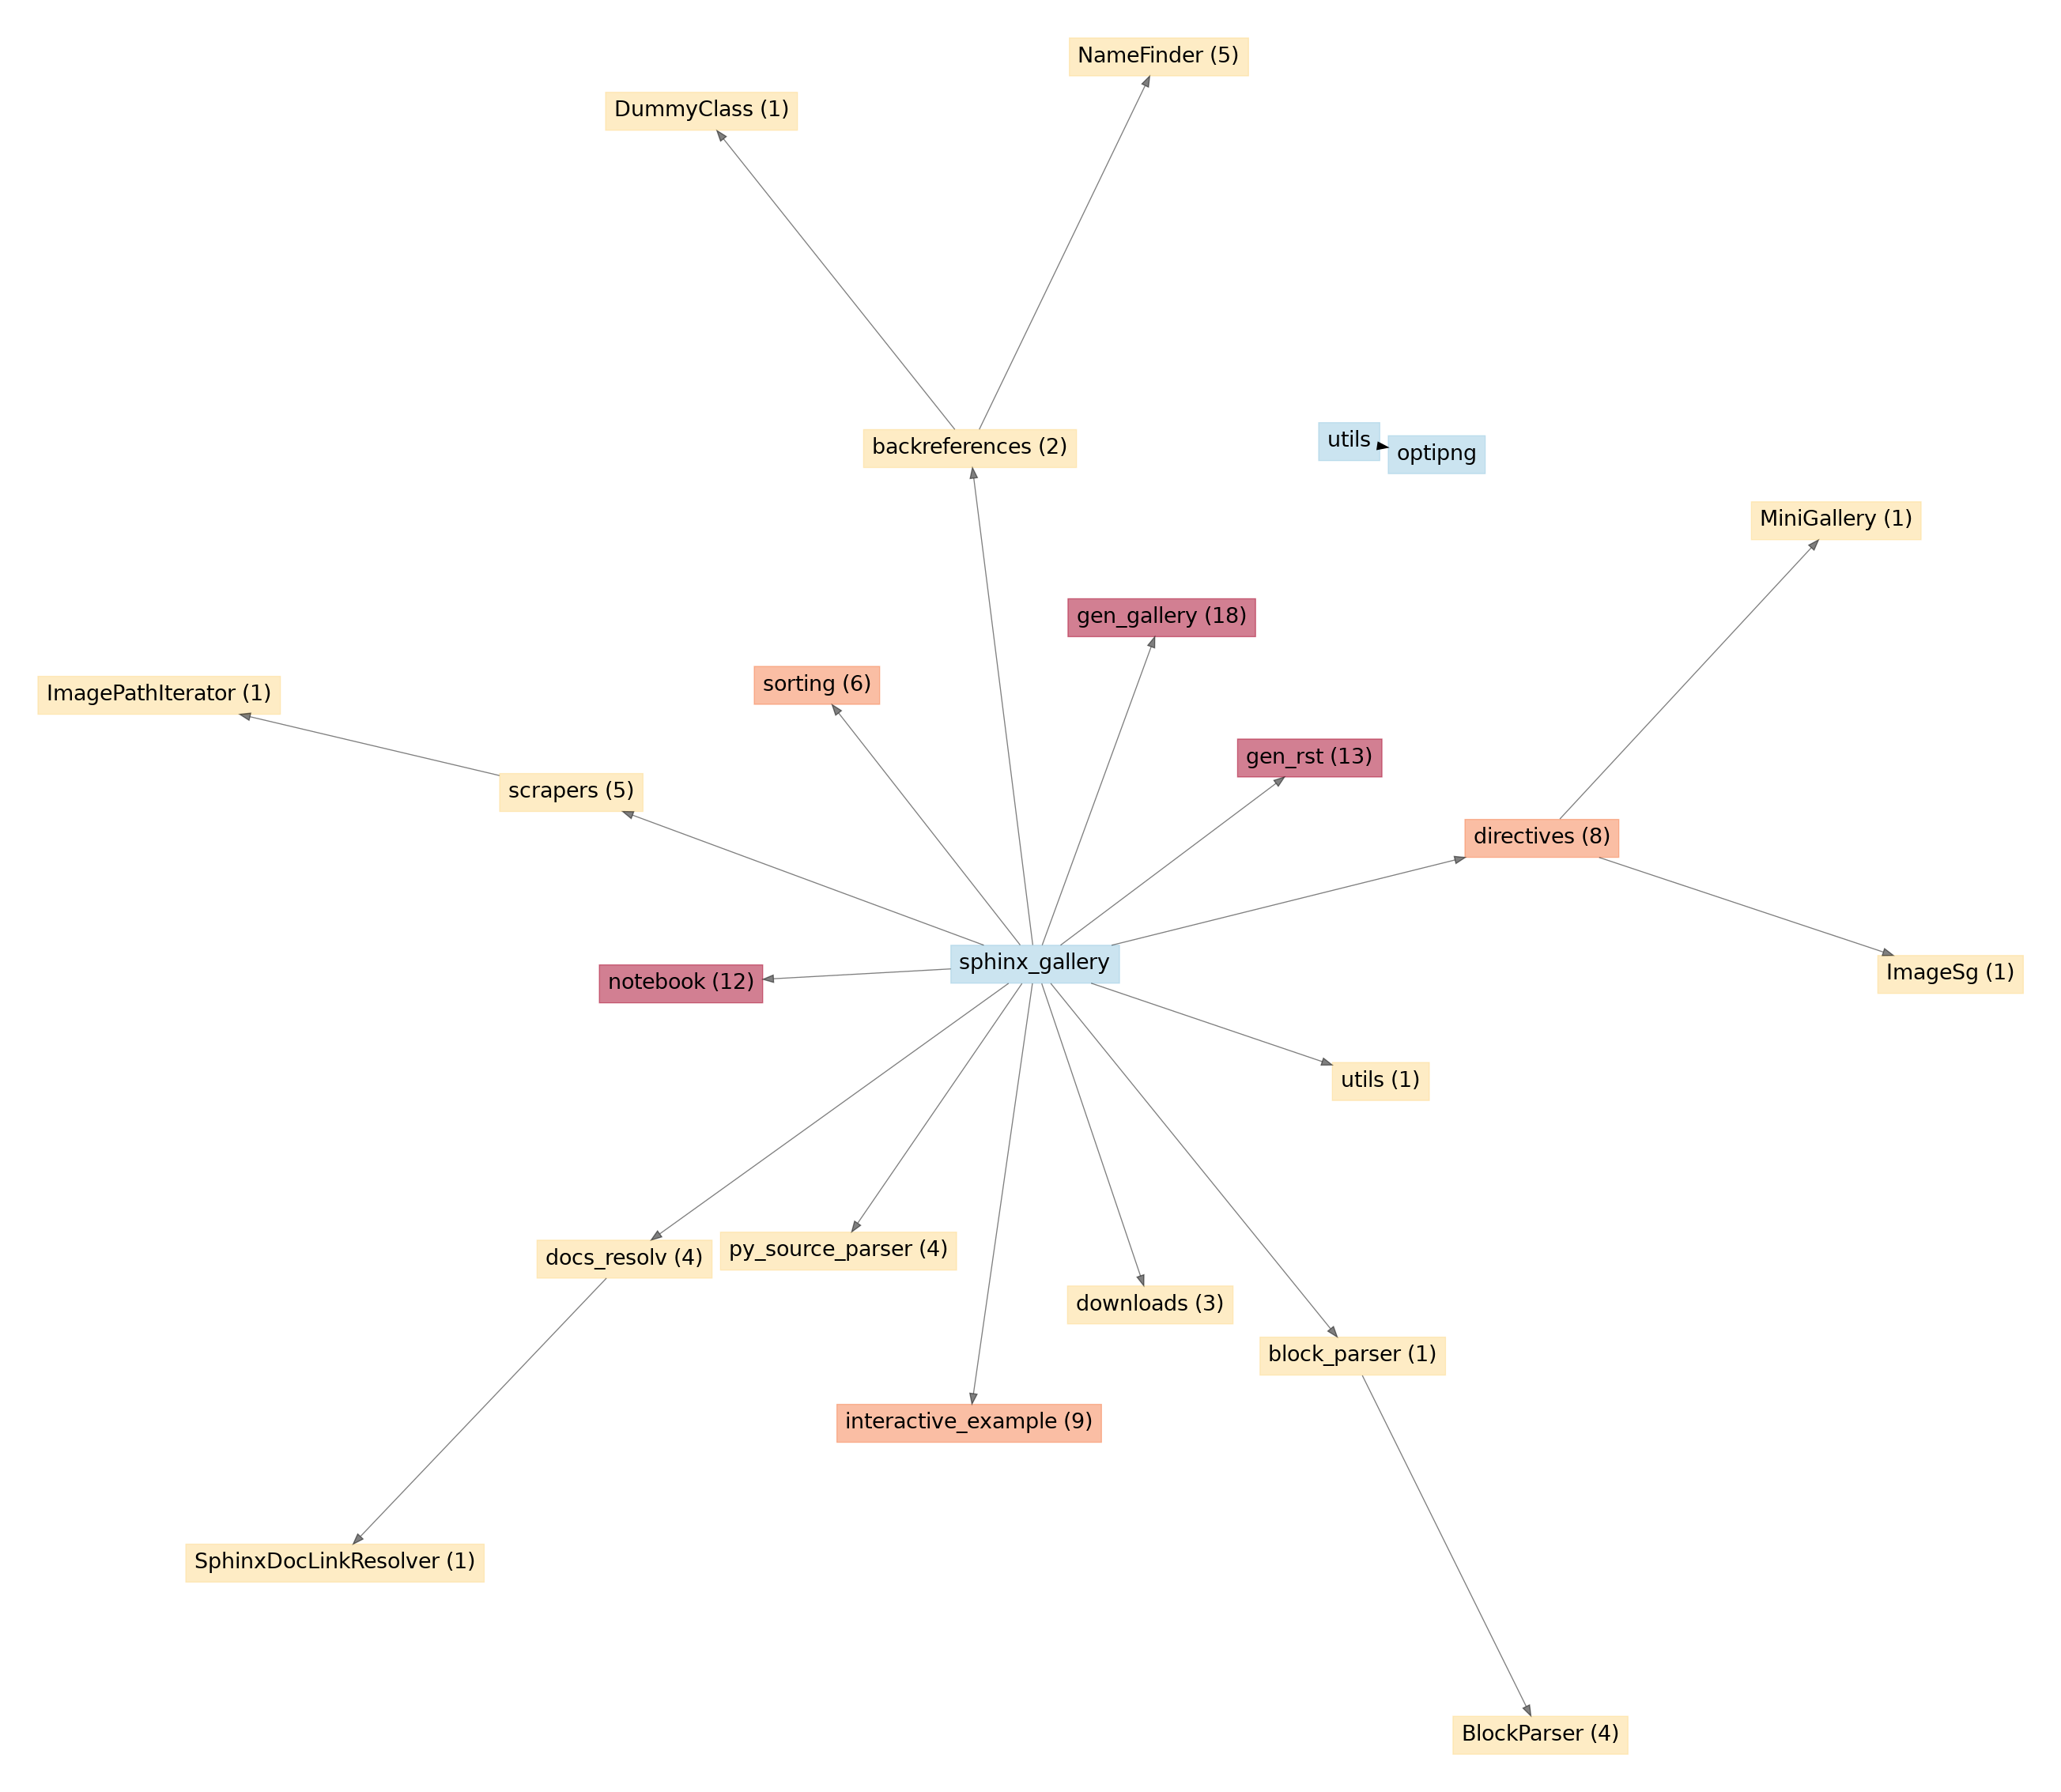 NameFinder (5)
DummyClass (1)
backreferences (2)
utils
optipng
MiniGallery (1)
gen_gallery (18)
sorting (6)
ImagePathIterator (1)
gen_rst (13)
scrapers (5)
directives (8)
sphinx_gallery
ImageSg (1)
notebook (12)
utils (1)
py_source_parser (4)
docs_resolv (4)
downloads (3)
block_parser (1)
interactive_example (9)
SphinxDocLinkResolver (1)
BlockParser (4)